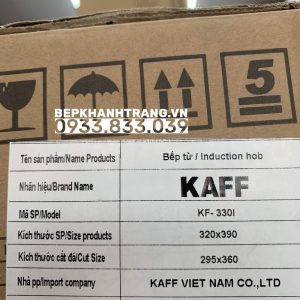 5
BEPKHANHTRANG.VN
0933.833.039
Tên sản phẩm/Name Products Bếp từ / Induction hob
Nhãn hiệu/Brand Name KAFF
Mã SP/Model KF- 330I
Kích thước SP/Size products 320x390
Kích thước cắt đá/Cut Size 295x360
Nhà pp/Import company KAFF VIET NAM CO.,LTD